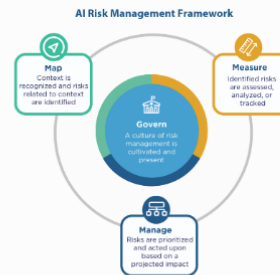 AI Risk Management Framework
Map
Context is
recognized and risks
related to context
are identified
Measure
Identified risks
are assessed,
analyzed, or
tracked
Govern
A culture of risk
management is
cultivated and
present
Manage
Risks are prioritized
and acted upon
based on a
projected impact